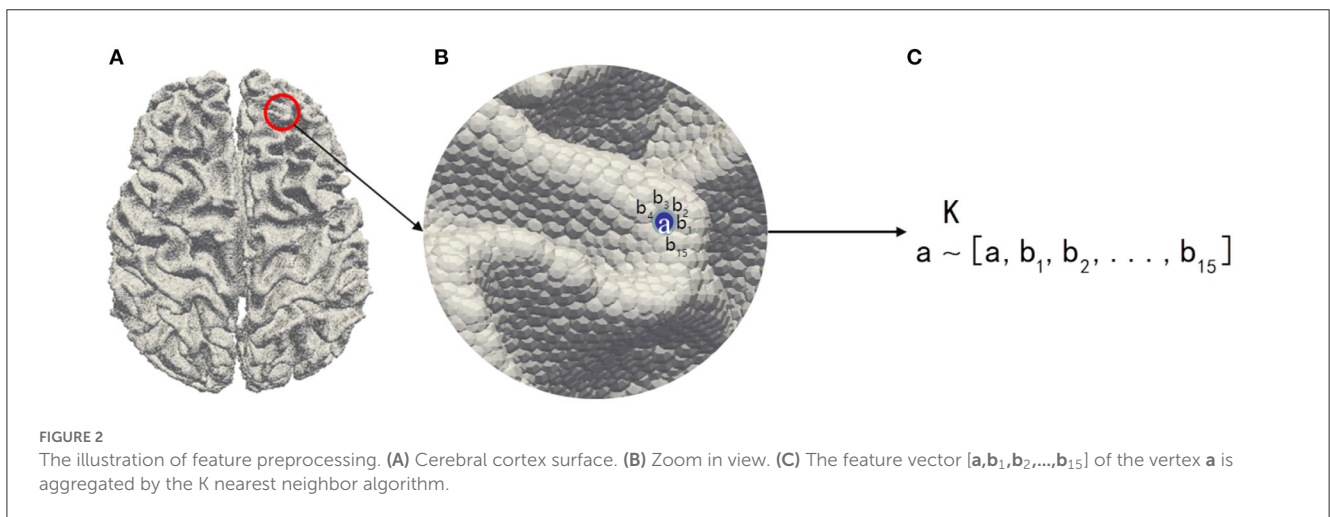 A
B
C
b₃
b₄ b₂
a b₁
b₁₅
K
a ~ [a, b₁, b₂, . . . , b₁₅]
FIGURE 2
The illustration of feature preprocessing. (A) Cerebral cortex surface. (B) Zoom in view. (C) The feature vector [a,b₁,b₂,...,b₁₅] of the vertex a is
aggregated by the K nearest neighbor algorithm.